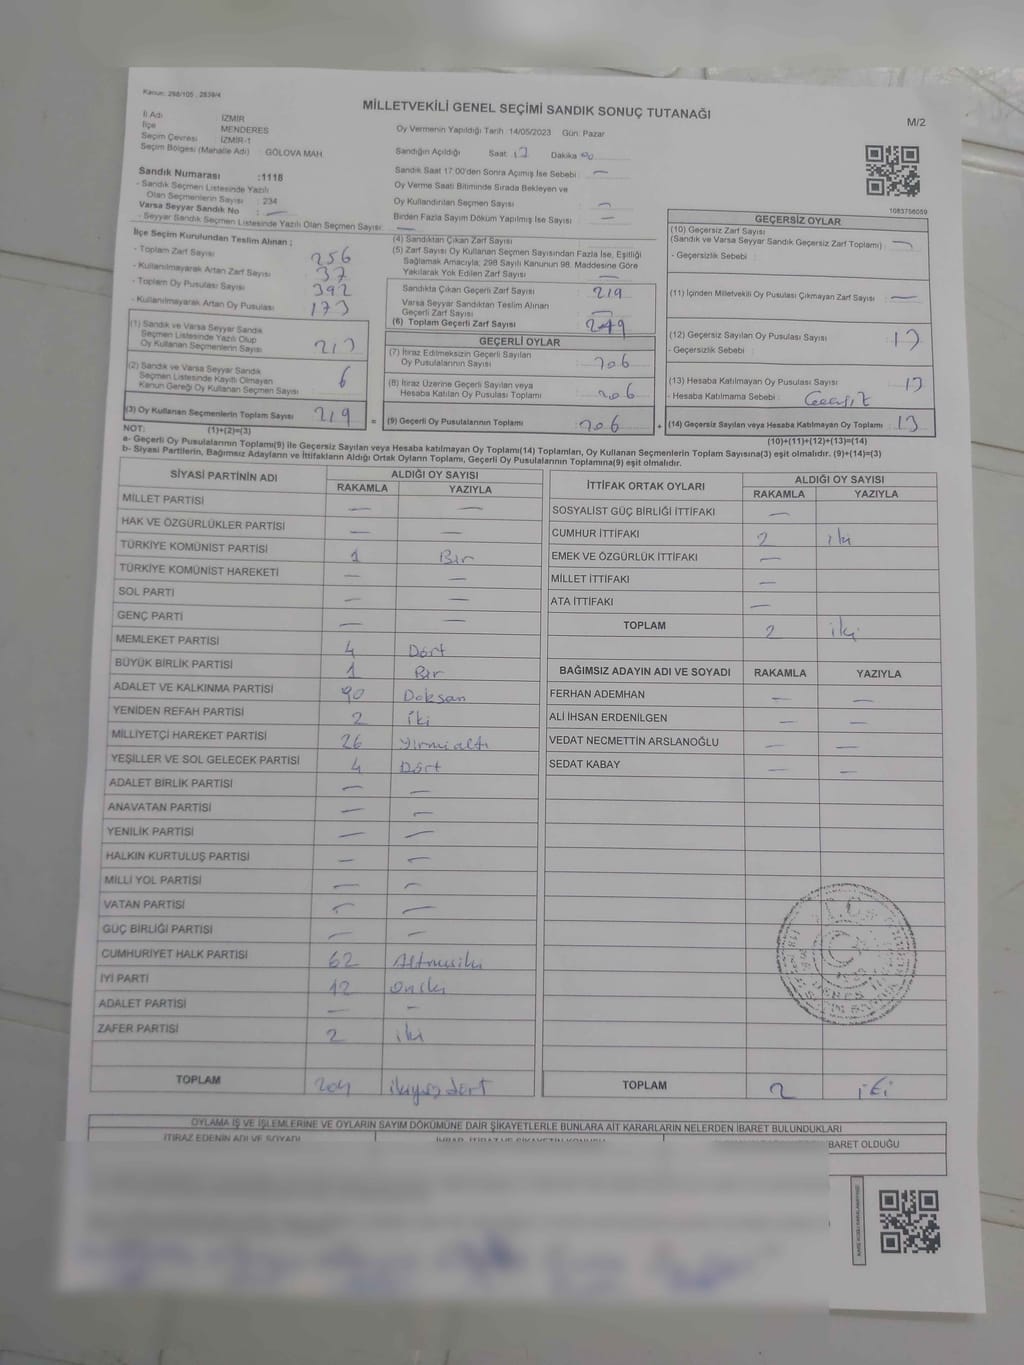 Kanun: 298/105 , 2839/4
MİLLETVEKİLİ GENEL SEÇİMİ SANDIK SONUÇ TUTANAĞI
M/2
İl Adı İZMİR
İlçe MENDERES
Seçim Çevresi İZMİR-1
Seçim Bölgesi (Mahalle Adı) : GÖLOVA MAH.
Oy Vermenin Yapıldığı Tarih :14/05/2023 Gün: Pazar
Sandığın Açıldığı Saat: 17 Dakika 00
Sandık Saat 17:00'den Sonra Açımış İse Sebebi : —
Oy Verme Saati Bitiminde Sırada Bekleyen ve
Oy Kullandırılan Seçmen Sayısı : —
Birden Fazla Sayım Döküm Yapılmış İse Sayısı : —
Sandık Numarası :1118
- Sandık Seçmen Listesinde Yazılı
Olan Seçmenlerin Sayısı : 234
Varsa Seyyar Sandık No : —
- Seyyar Sandık Seçmen Listesinde Yazılı Olan Seçmen Sayısı: —
İlçe Seçim Kurulundan Teslim Alınan ;
- Toplam Zarf Sayısı 256
- Kullanılmayarak Artan Zarf Sayısı 37
- Toplam Oy Pusulası Sayısı 392
- Kullanılmayarak Artan Oy Pusulası 173
(1) Sandık ve Varsa Seyyar Sandık
Seçmen Listesinde Yazılı Olup
Oy Kullanan Seçmenlerin Sayısı 213
(2) Sandık ve Varsa Seyyar Sandık
Seçmen Listesinde Kayıtlı Olmayan
Kanun Gereği Oy Kullanan Seçmen Sayısı 6
(3) Oy Kullanan Seçmenlerin Toplam Sayısı 219 =
(1)+(2)=(3)
(4) Sandıktan Çıkan Zarf Sayısı
(5) Zarf Sayısı Oy Kullanan Seçmen Sayısından Fazla İse, Eşitliği
Sağlamak Amacıyla; 298 Sayılı Kanunun 98. Maddesine Göre
Yakılarak Yok Edilen Zarf Sayısı —
Sandıkta Çıkan Geçerli Zarf Sayısı : 219
Varsa Seyyar Sandıktan Teslim Alınan
Geçerli Zarf Sayısı : —
(6) Toplam Geçerli Zarf Sayısı : 219
GEÇERLİ OYLAR
(7) İtiraz Edilmeksizin Geçerli Sayılan
Oy Pusulalarının Sayısı : 206
(8) İtiraz Üzerine Geçerli Sayılan veya
Hesaba Katılan Oy Pusulası Toplamı : 206
(9) Geçerli Oy Pusulalarının Toplamı : 206 +
1083756059
GEÇERSİZ OYLAR
(10) Geçersiz Zarf Sayısı
(Sandık ve Varsa Seyyar Sandık Geçersiz Zarf Toplamı) : —
- Geçersizlik Sebebi :
(11) İçinden Milletvekili Oy Pusulası Çıkmayan Zarf Sayısı : —
(12) Geçersiz Sayılan Oy Pusulası Sayısı : 13
- Geçersizlik Sebebi :
(13) Hesaba Katılmayan Oy Pusulası Sayısı : 13
- Hesaba Katılmama Sebebi : Geçersiz
(14) Geçersiz Sayılan veya Hesaba Katılmayan Oy Toplamı : 13
(10)+(11)+(12)+(13)=(14)
NOT:
a- Geçerli Oy Pusulalarının Toplamı(9) ile Geçersiz Sayılan veya Hesaba katılmayan Oy Toplamı(14) Toplamları, Oy Kullanan Seçmenlerin Toplam Sayısına(3) eşit olmalıdır. (9)+(14)=(3)
b- Siyasi Partilerin, Bağımsız Adayların ve İttifakların Aldığı Ortak Oyların Toplamı, Geçerli Oy Pusulalarının Toplamına(9) eşit olmalıdır.
SİYASİ PARTİNİN ADI ALDIĞI OY SAYISI
RAKAMLA YAZIYLA
MİLLET PARTİSİ — —
HAK VE ÖZGÜRLÜKLER PARTİSİ — —
TÜRKİYE KOMÜNİST PARTİSİ 1 Bir
TÜRKİYE KOMÜNİST HAREKETİ — —
SOL PARTİ — —
GENÇ PARTİ — —
MEMLEKET PARTİSİ 4 Dört
BÜYÜK BİRLİK PARTİSİ 1 Bir
ADALET VE KALKINMA PARTİSİ 90 Doksan
YENİDEN REFAH PARTİSİ 2 iki
MİLLİYETÇİ HAREKET PARTİSİ 26 yirmialtı
YEŞİLLER VE SOL GELECEK PARTİSİ 4 Dört
ADALET BİRLİK PARTİSİ — —
ANAVATAN PARTİSİ — —
YENİLİK PARTİSİ — —
HALKIN KURTULUŞ PARTİSİ — —
MİLLİ YOL PARTİSİ — —
VATAN PARTİSİ — —
GÜÇ BİRLİĞİ PARTİSİ — —
CUMHURİYET HALK PARTİSİ 62 Altmışiki
İYİ PARTİ 12 oniki
ADALET PARTİSİ — —
ZAFER PARTİSİ 2 iki
TOPLAM 204 ikiyüzdört
İTTİFAK ORTAK OYLARI ALDIĞI OY SAYISI
RAKAMLA YAZIYLA
SOSYALİST GÜÇ BİRLİĞİ İTTİFAKI —
CUMHUR İTTİFAKI 2 iki
EMEK VE ÖZGÜRLÜK İTTİFAKI —
MİLLET İTTİFAKI —
ATA İTTİFAKI —
TOPLAM 2 iki
BAĞIMSIZ ADAYIN ADI VE SOYADI RAKAMLA YAZIYLA
FERHAN ADEMHAN — —
ALİ İHSAN ERDENİLGEN — —
VEDAT NECMETTİN ARSLANOĞLU — —
SEDAT KABAY — —
TOPLAM 2 iki
OYLAMA İŞ VE İŞLEMLERİNE VE OYLARIN SAYIM DÖKÜMÜNE DAİR ŞİKAYETLERLE BUNLARA AİT KARARLARIN NELERDEN İBARET BULUNDUKLARI
İTİRAZ EDENİN ADI VE SOYADI
BARET OLDUĞU